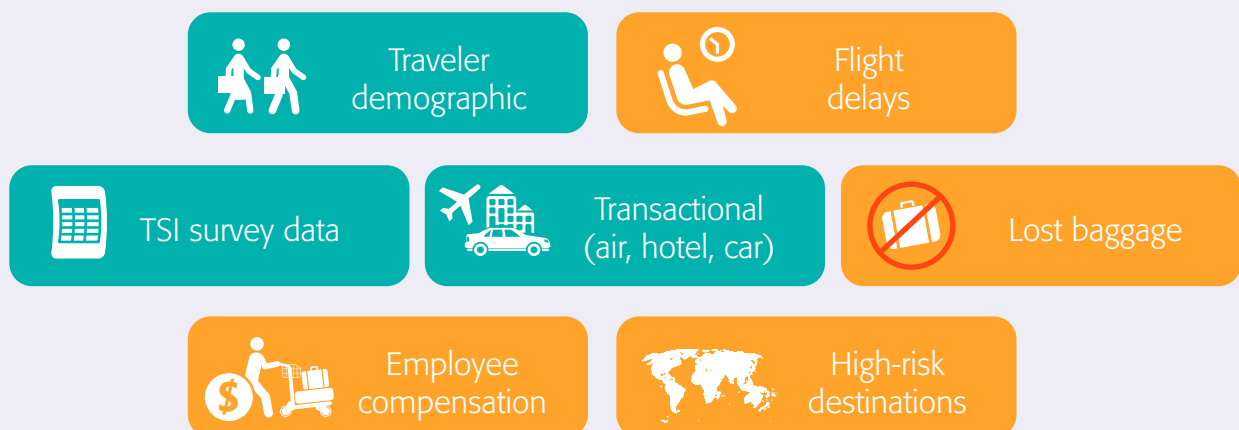 Traveler
demographic
Flight
delays
TSI survey data
Transactional
(air, hotel, car)
Lost baggage
$
Employee
compensation
High-risk
destinations